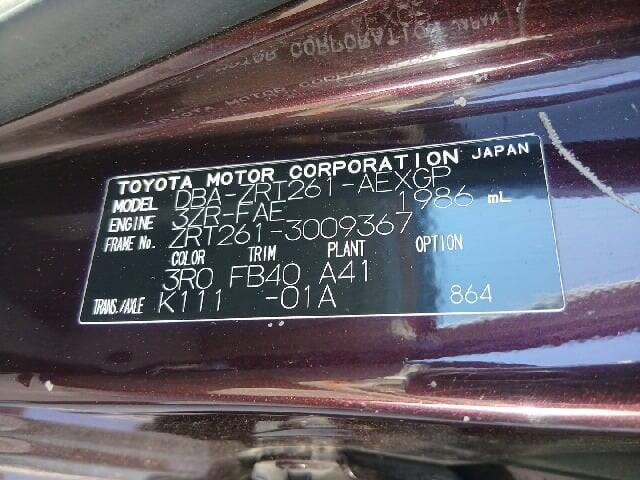 TOYOTA MOTOR CORPORATION JAPAN
MODEL DBA-ZRT261-AEXGP
ENGINE 3ZR-FAE 1986 mL
FRAME No. ZRT261-3009367
COLOR TRIM PLANT OPTION
3R0 FB40 A41
TRANS./AXLE K111 -01A 864